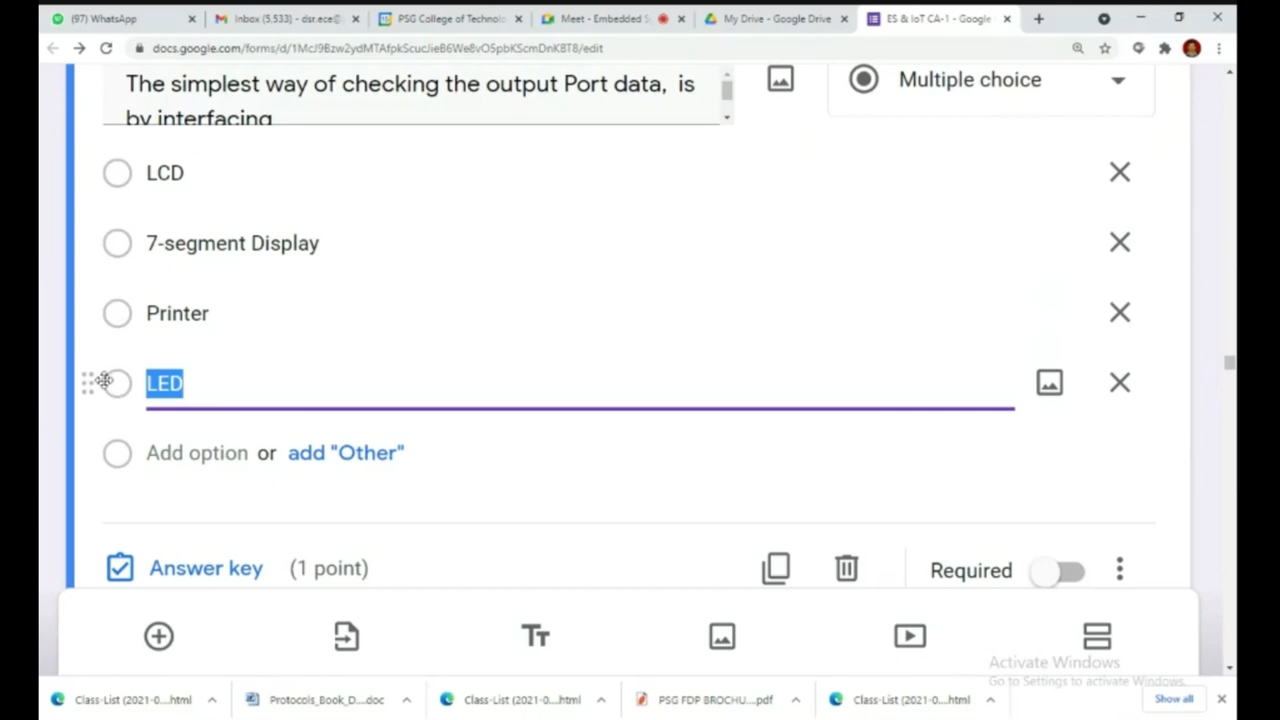 (97) WhatsApp
Inbox (5,533) - dsr.ece@
PSG College of Technolo
Meet - Embedded S
My Drive - Google Drive
ES & IoT CA-1 - Google
docs.google.com/forms/d/
/edit
The simplest way of checking the output Port data, is
by interfacing
Multiple choice
LCD
7-segment Display
Printer
LED
Add option or add "Other"
Answer key (1 point)
Required
Activate Windows
Go to Settings to activate Windows.
Class-List (2021-0....html
Protocols_Book_D....doc
Class-List (2021-0....html
PSG FDP BROCHU....pdf
Class-List (2021-0....html
Show all